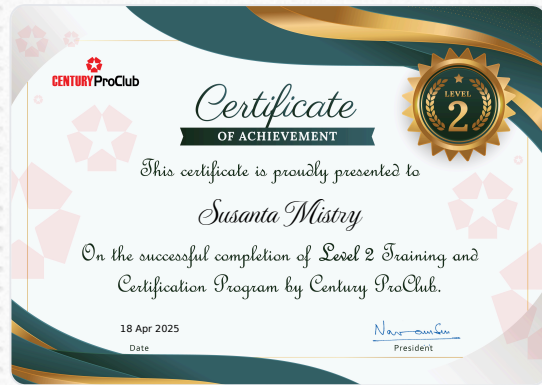 CENTURY ProClub
LEVEL
2
Certificate
OF ACHIEVEMENT
This certificate is proudly presented to
Susanta Mistry
On the successful completion of Level 2 Training and
Certification Program by Century ProClub.
18 Apr 2025
Date
President